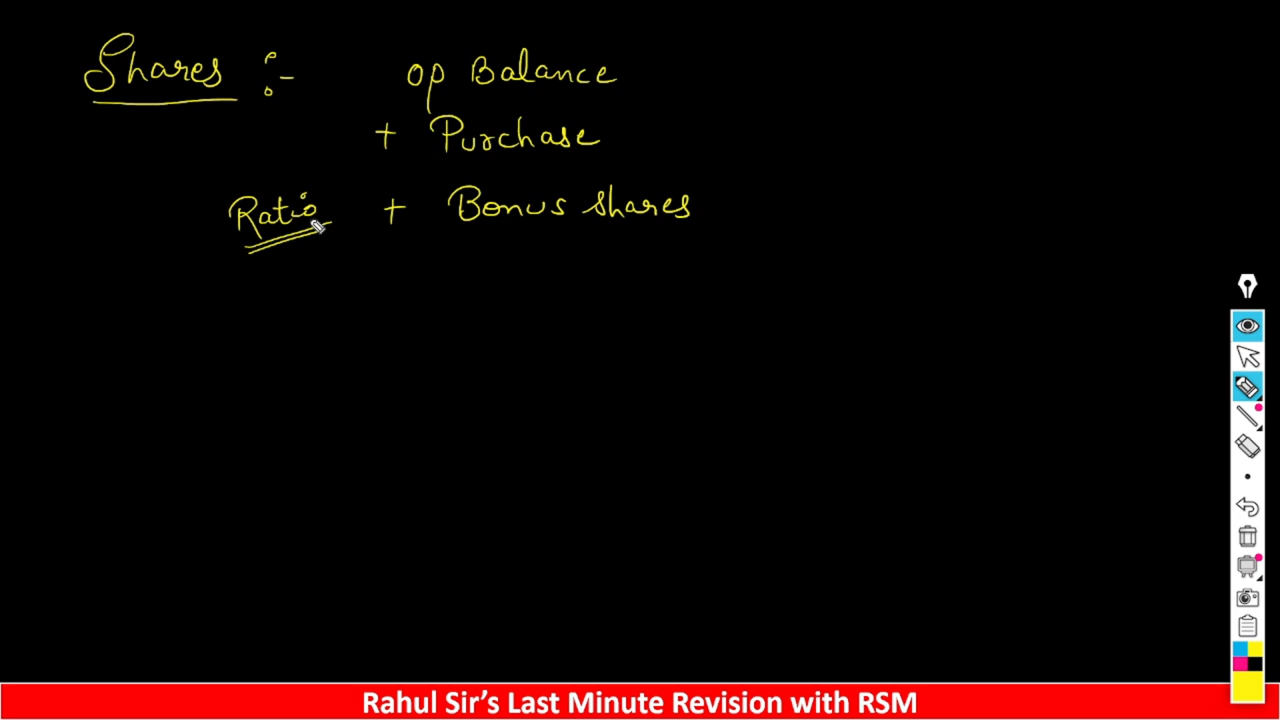 Shares :- op Balance
+ Purchase
Ratio + Bonus shares
Rahul Sir's Last Minute Revision with RSM